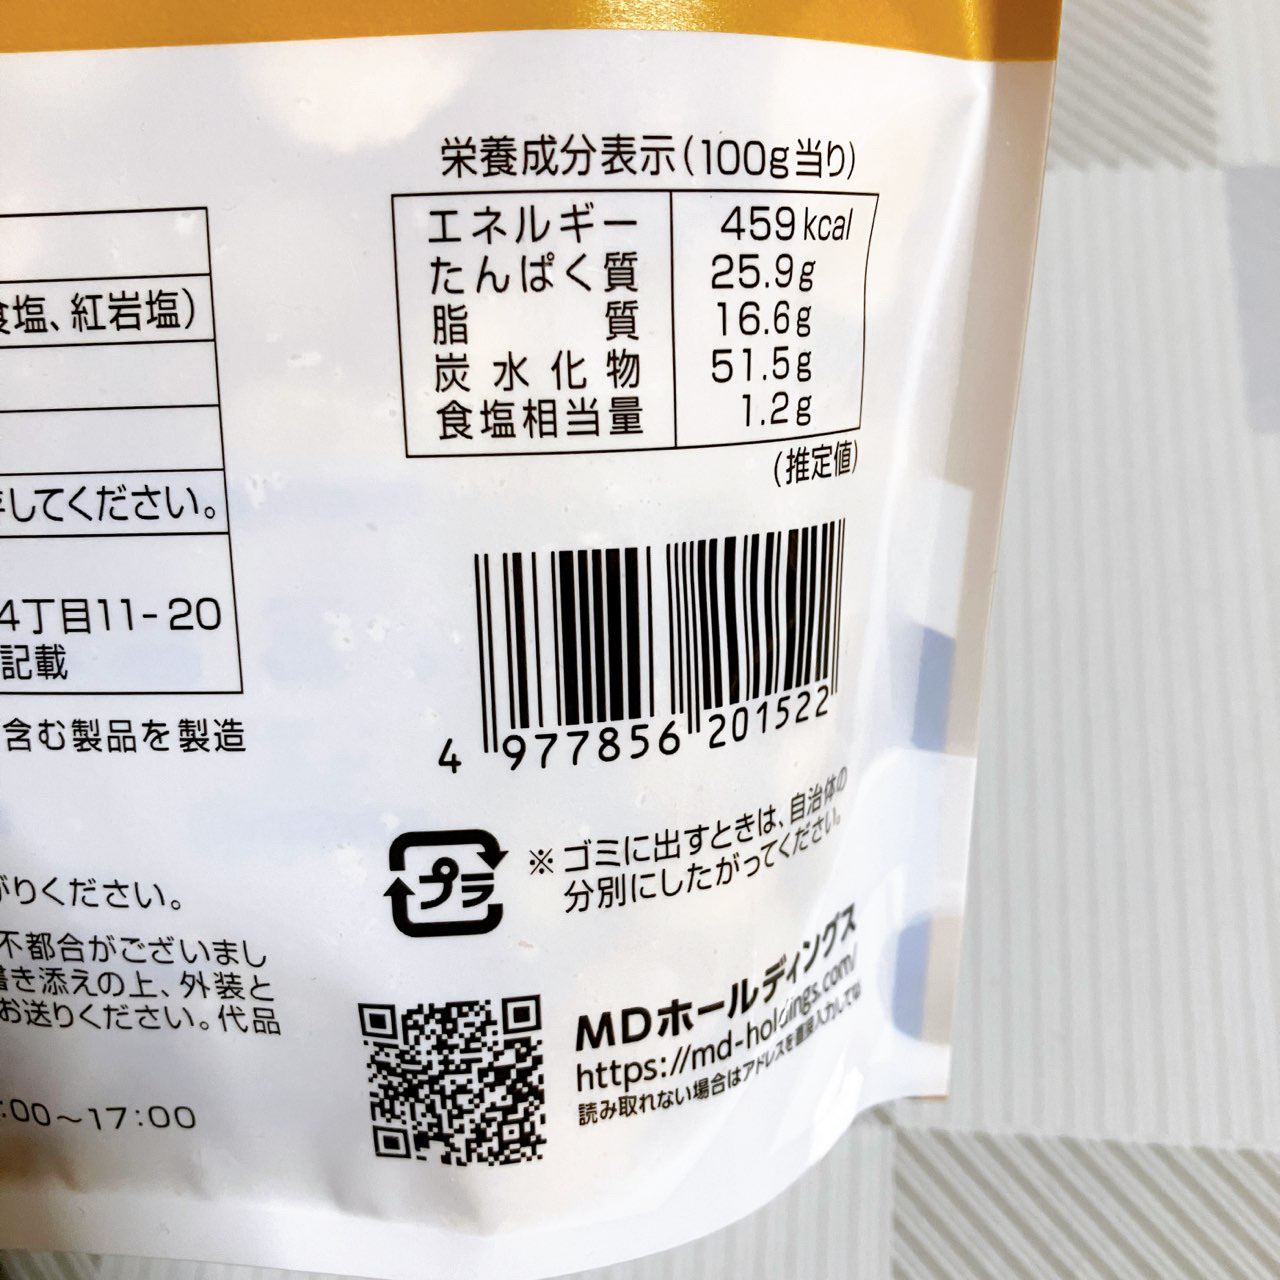 栄養成分表示(100g当り)
エネルギー 459kcal
たんぱく質 25.9g
脂質 16.6g
炭水化物 51.5g
食塩相当量 1.2g
(推定値)
食塩、紅岩塩)
してください。
4丁目11-20
記載
含む製品を製造
4 977856 201522
プラ
※ゴミに出すときは、自治体の
分別にしたがってください。
がりください。
不都合がございまし
書き添えの上、外装と
お送りください。代品
:00～17:00
MDホールディングス
https://md-holdings.com/
読み取れない場合はアドレスを直接入力して